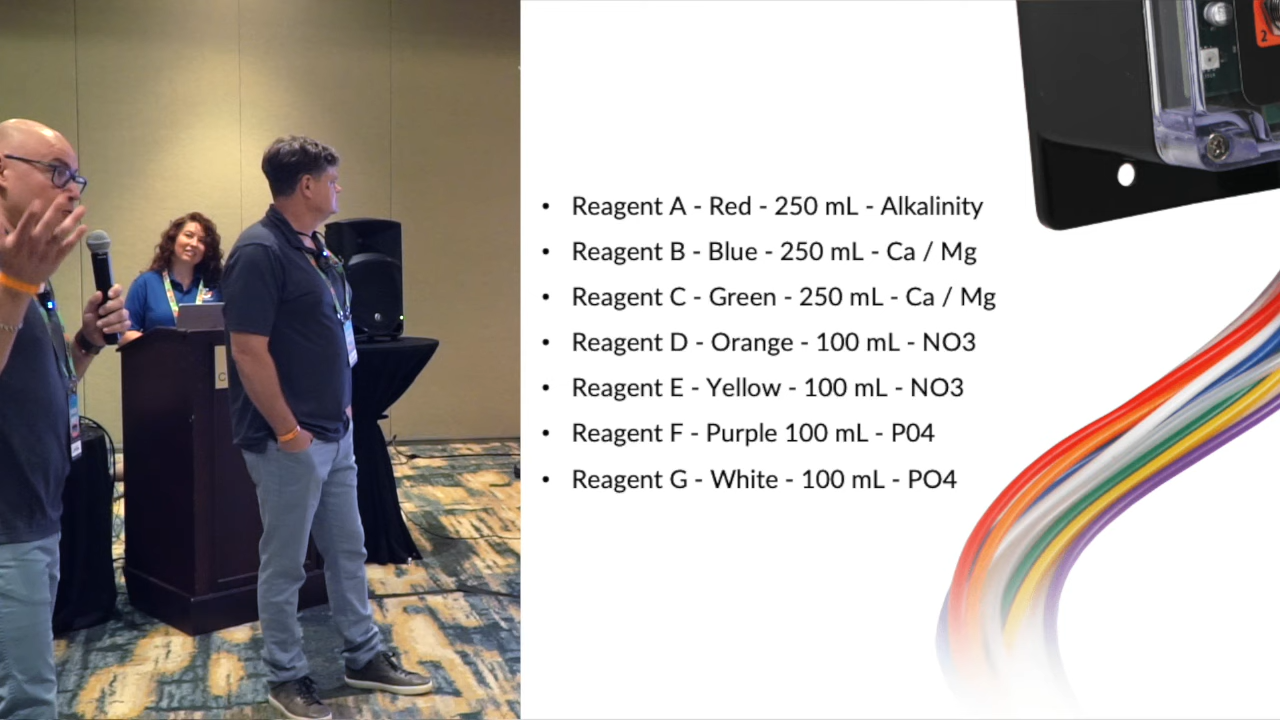 • Reagent A - Red - 250 mL - Alkalinity
• Reagent B - Blue - 250 mL - Ca / Mg
• Reagent C - Green - 250 mL - Ca / Mg
• Reagent D - Orange - 100 mL - NO3
• Reagent E - Yellow - 100 mL - NO3
• Reagent F - Purple 100 mL - P04
• Reagent G - White - 100 mL - PO4
2
C